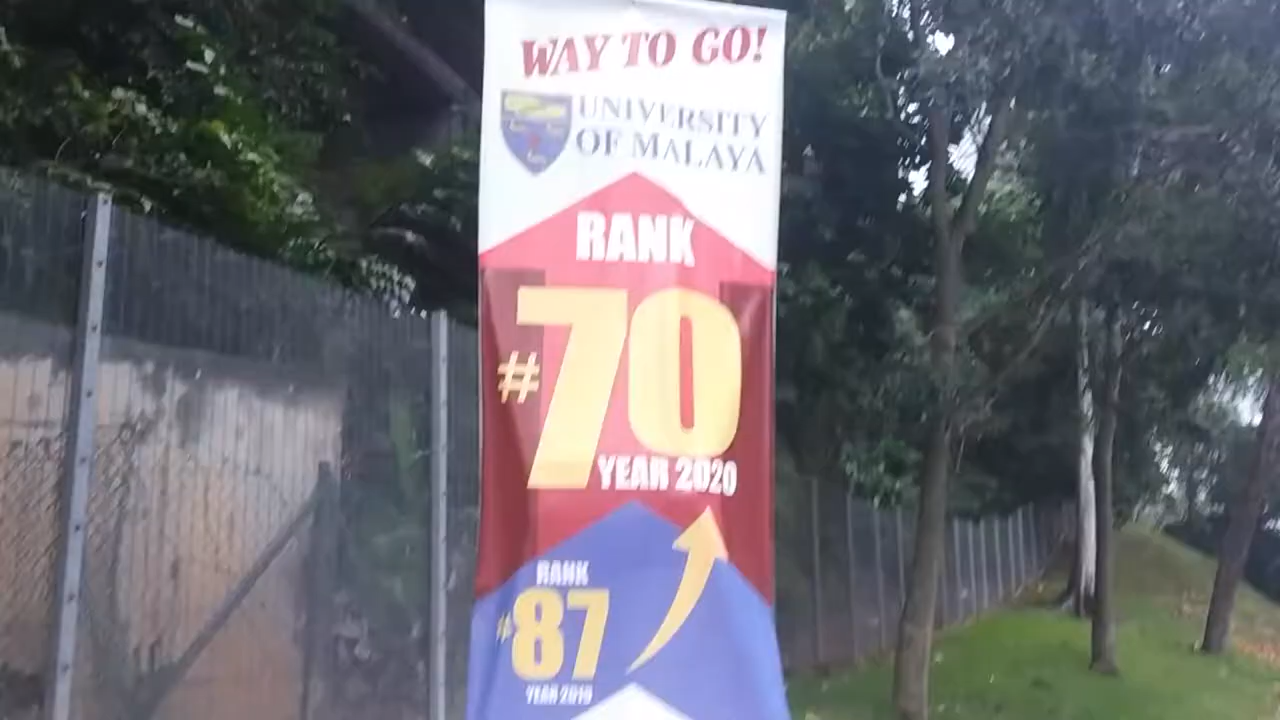 WAY TO GO!
UNIVERSITY
OF MALAYA
RANK
#70
YEAR 2020
RANK
#87
YEAR 2019